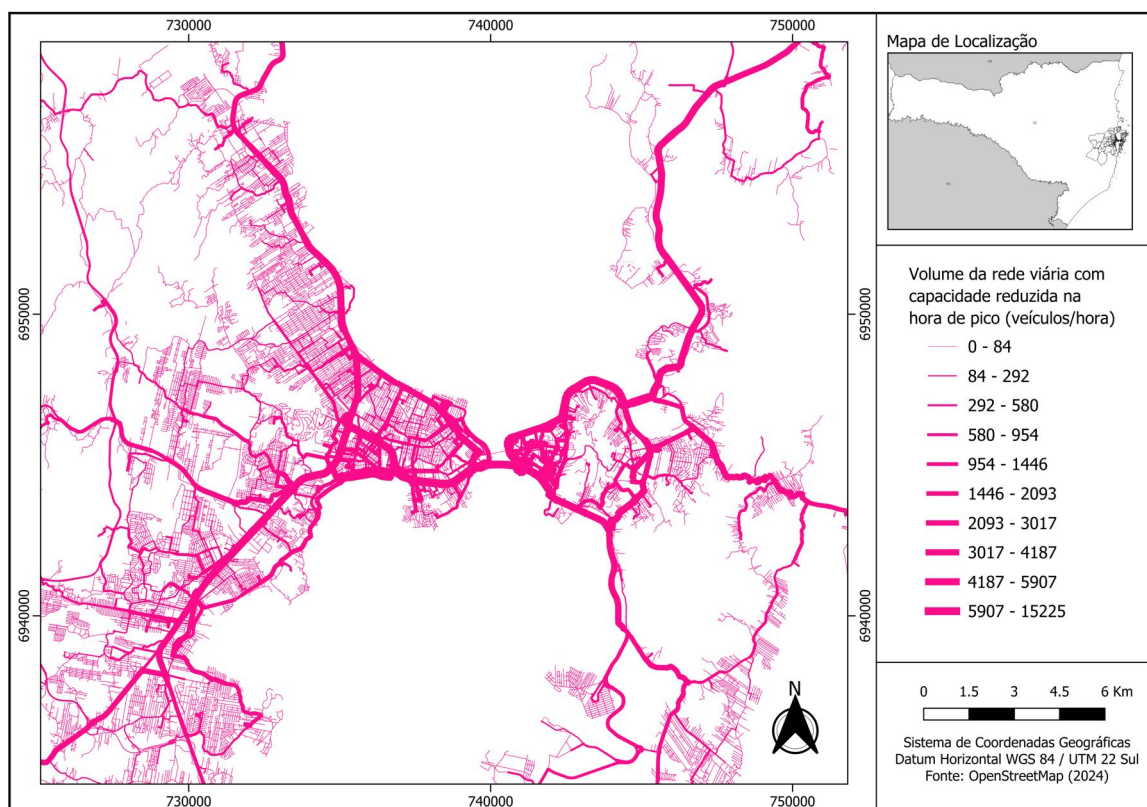 730000
740000
750000
6950000
6950000
6940000
6940000
730000
740000
750000
N
Mapa de Localização
Volume da rede viária com
capacidade reduzida na
hora de pico (veículos/hora)
0 - 84
84 - 292
292 - 580
580 - 954
954 - 1446
1446 - 2093
2093 - 3017
3017 - 4187
4187 - 5907
5907 - 15225
0 1.5 3 4.5 6 Km
Sistema de Coordenadas Geográficas
Datum Horizontal WGS 84 / UTM 22 Sul
Fonte: OpenStreetMap (2024)